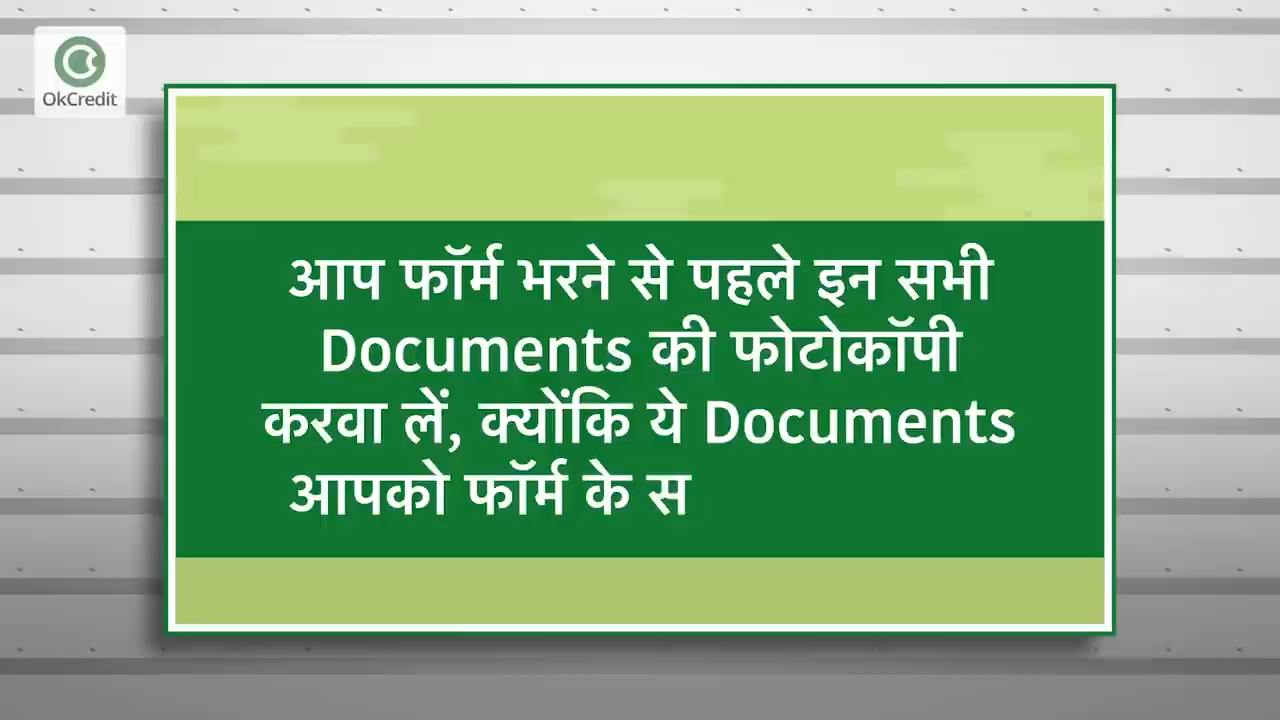 OkCredit
आप फॉर्म भरने से पहले इन सभी
Documents की फोटोकॉपी
करवा लें, क्योंकि ये Documents
आपको फॉर्म के स